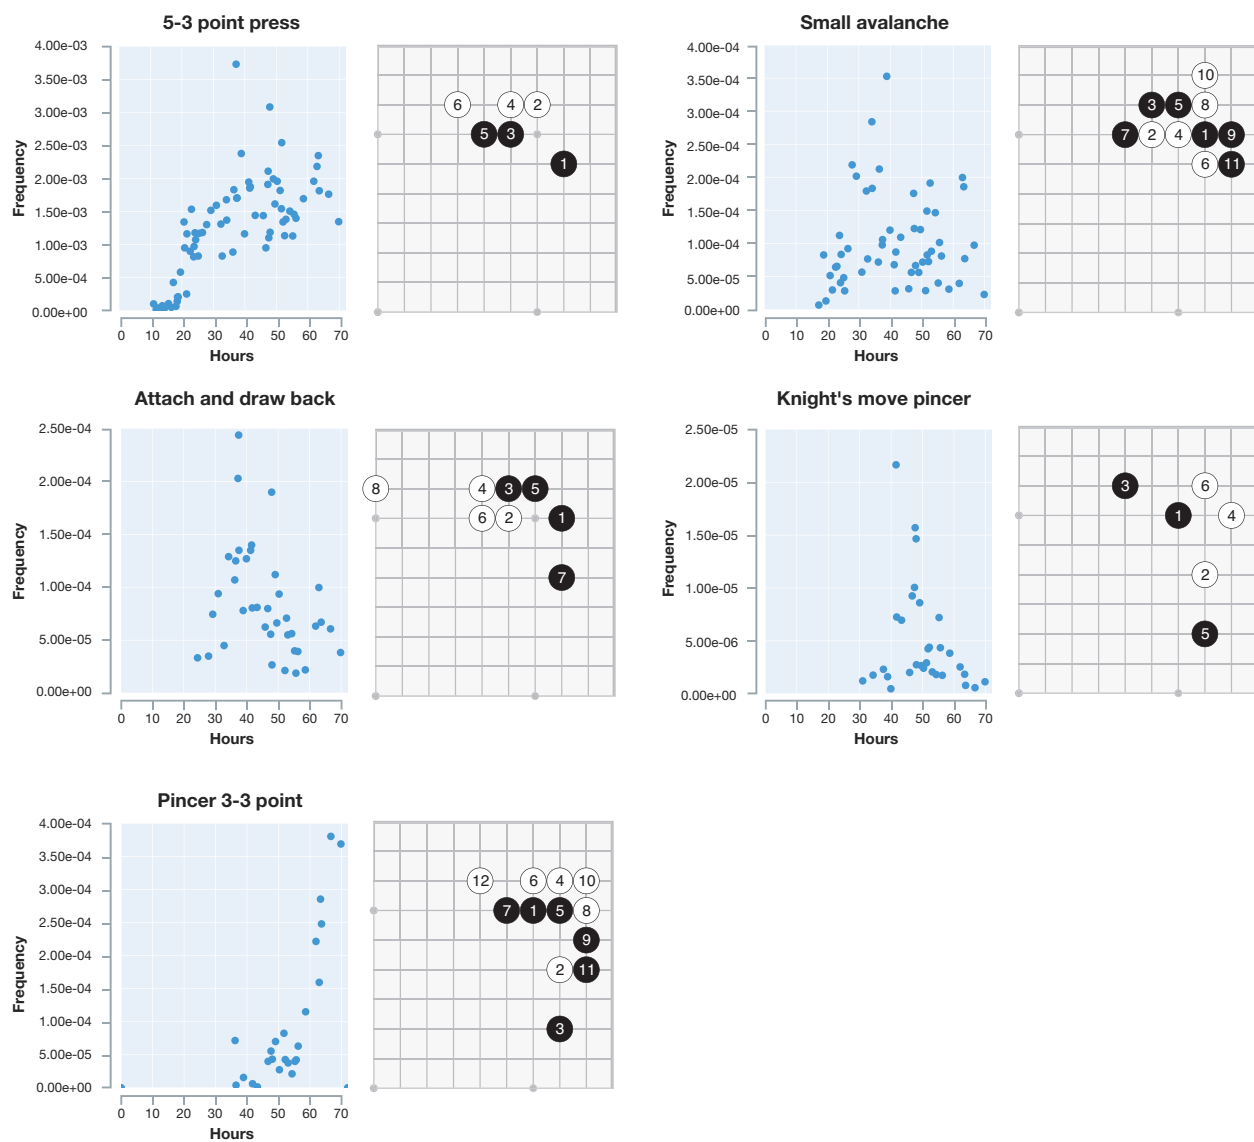 5-3 point press
4.00e-03
3.50e-03
3.00e-03
2.50e-03
2.00e-03
1.50e-03
1.00e-03
5.00e-04
0.00e+00
Frequency
0 10 20 30 40 50 60 70
Hours
6 4 2
5 3
1
Small avalanche
4.00e-04
3.50e-04
3.00e-04
2.50e-04
2.00e-04
1.50e-04
1.00e-04
5.00e-05
0.00e+00
Frequency
0 10 20 30 40 50 60 70
Hours
10
3 5 8
7 2 4 1 9
6 11
Attach and draw back
2.50e-04
2.00e-04
1.50e-04
1.00e-04
5.00e-05
0.00e+00
Frequency
0 10 20 30 40 50 60 70
Hours
8 4 3 5
6 2 1
7
Knight's move pincer
2.50e-05
2.00e-05
1.50e-05
1.00e-05
5.00e-06
0.00e+00
Frequency
0 10 20 30 40 50 60 70
Hours
3 6
1 4
2
5
Pincer 3-3 point
4.00e-04
3.50e-04
3.00e-04
2.50e-04
2.00e-04
1.50e-04
1.00e-04
5.00e-05
0.00e+00
Frequency
0 10 20 30 40 50 60 70
Hours
12 6 4 10
7 1 5 8
9
2 11
3